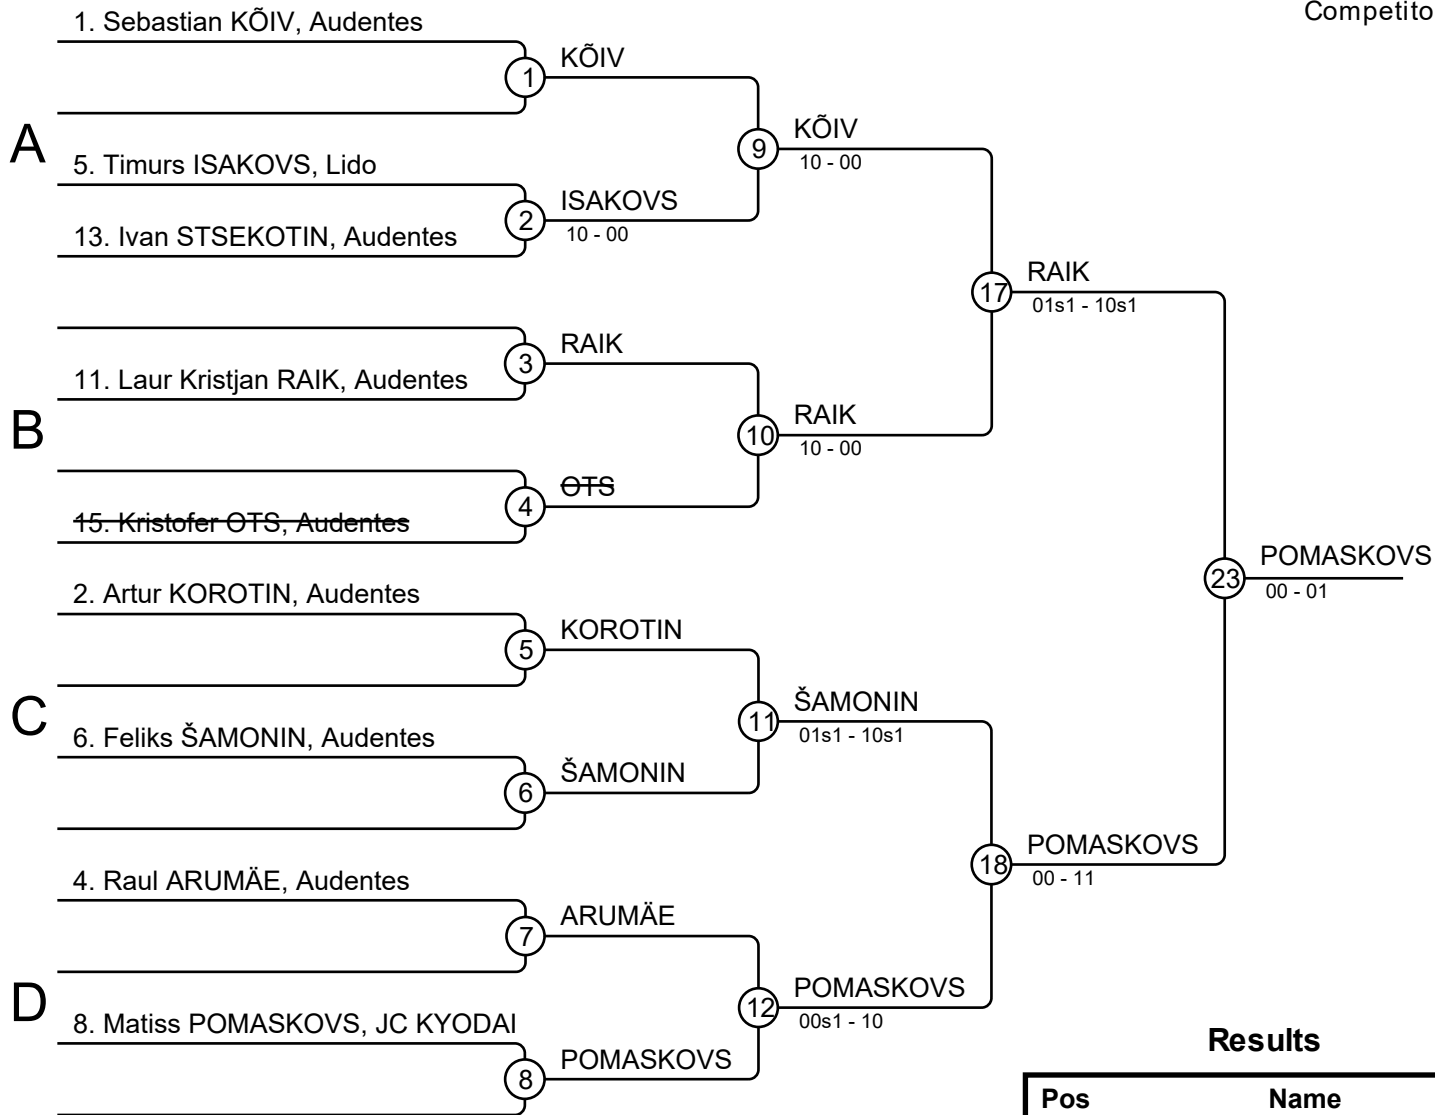 Competito
1. Sebastian KÕIV, Audentes
1
KÕIV
A
9
KÕIV
10 - 00
5. Timurs ISAKOVS, Lido
2
ISAKOVS
10 - 00
13. Ivan STSEKOTIN, Audentes
17
RAIK
01s1 - 10s1
3
RAIK
11. Laur Kristjan RAIK, Audentes
B
10
RAIK
10 - 00
4
OTS
15. Kristofer OTS, Audentes
23
POMASKOVS
00 - 01
2. Artur KOROTIN, Audentes
5
KOROTIN
C
11
ŠAMONIN
01s1 - 10s1
6. Feliks ŠAMONIN, Audentes
6
ŠAMONIN
18
POMASKOVS
00 - 11
4. Raul ARUMÄE, Audentes
7
ARUMÄE
D
12
POMASKOVS
00s1 - 10
8. Matiss POMASKOVS, JC KYODAI
8
POMASKOVS
Results
Pos Name